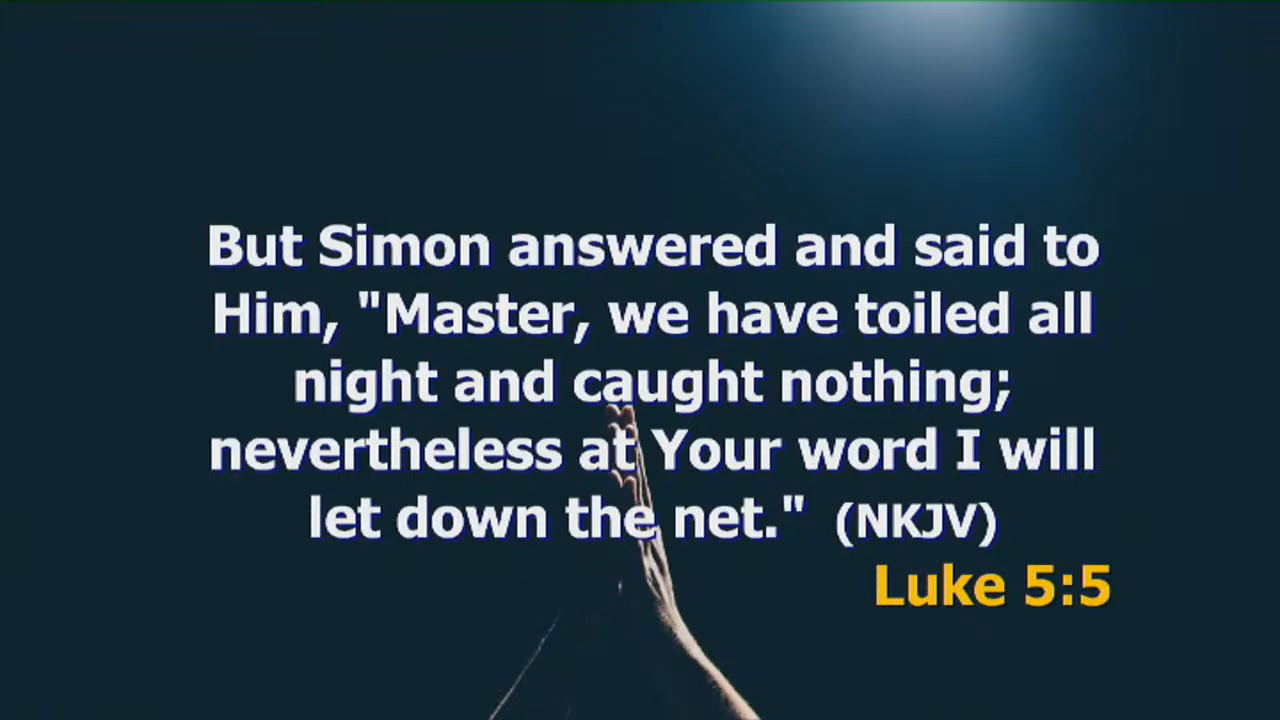 But Simon answered and said to
Him, "Master, we have toiled all
night and caught nothing;
nevertheless at Your word I will
let down the net." (NKJV)
Luke 5:5